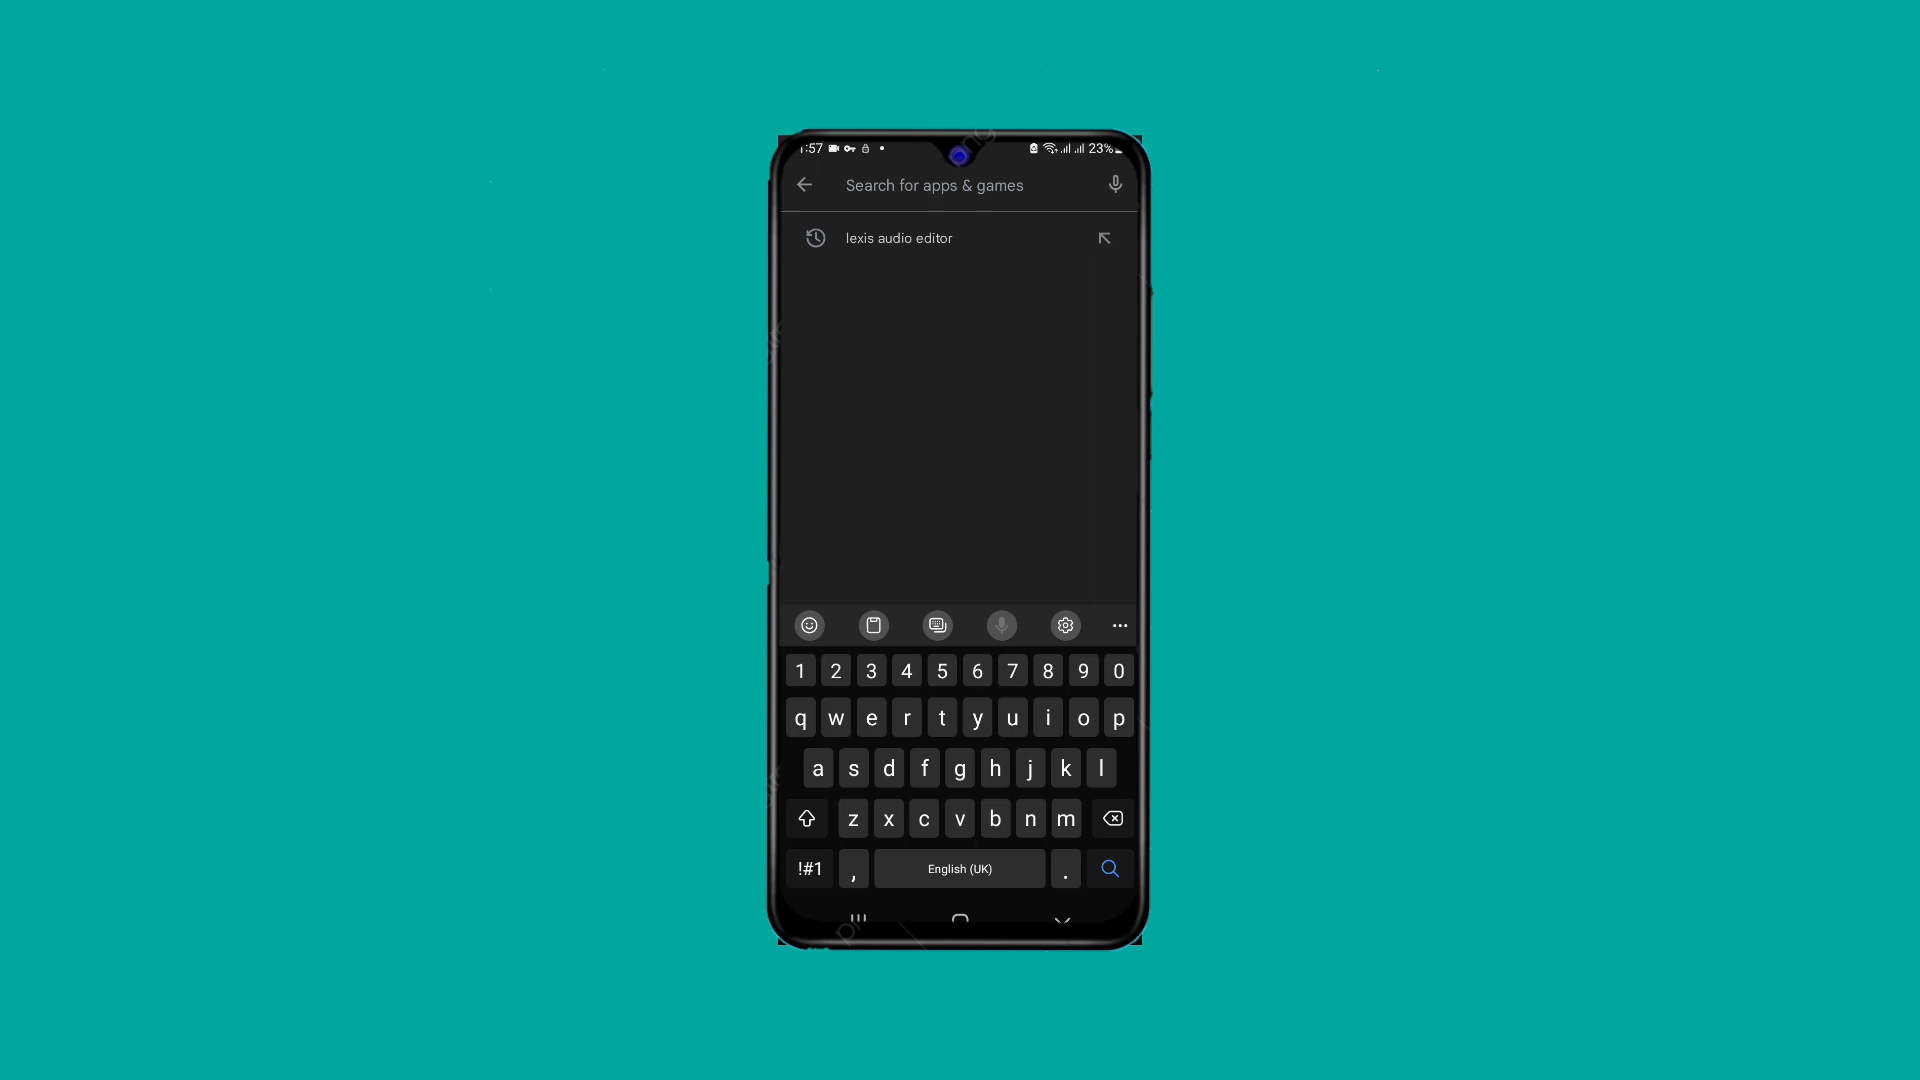 1:57 23%
Search for apps & games
lexis audio editor
1 2 3 4 5 6 7 8 9 0
q w e r t y u i o p
a s d f g h j k l
z x c v b n m
!#1 , English (UK) .